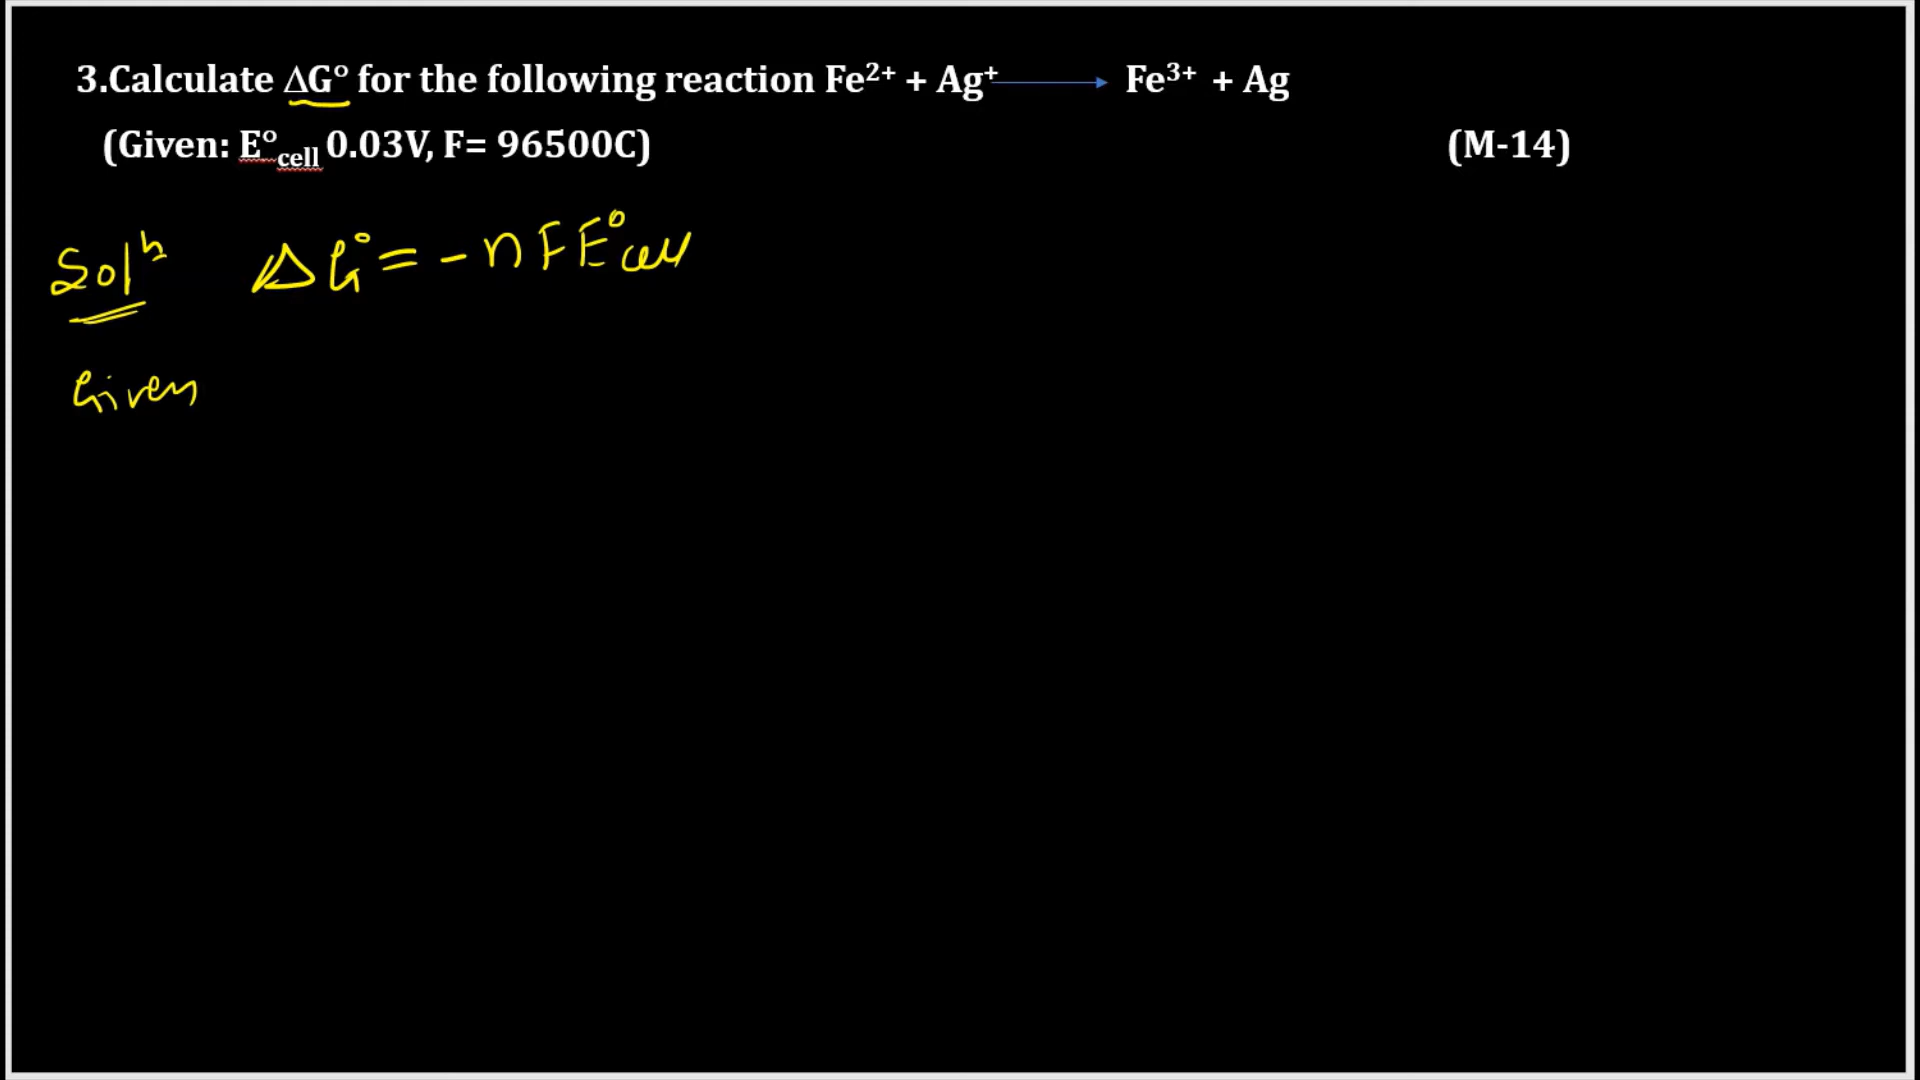 3.Calculate ΔG° for the following reaction Fe²⁺ + Ag⁺ → Fe³⁺ + Ag
(Given: E°cell 0.03V, F= 96500C) (M-14)
Solⁿ ΔG° = - n F E°cell
Given